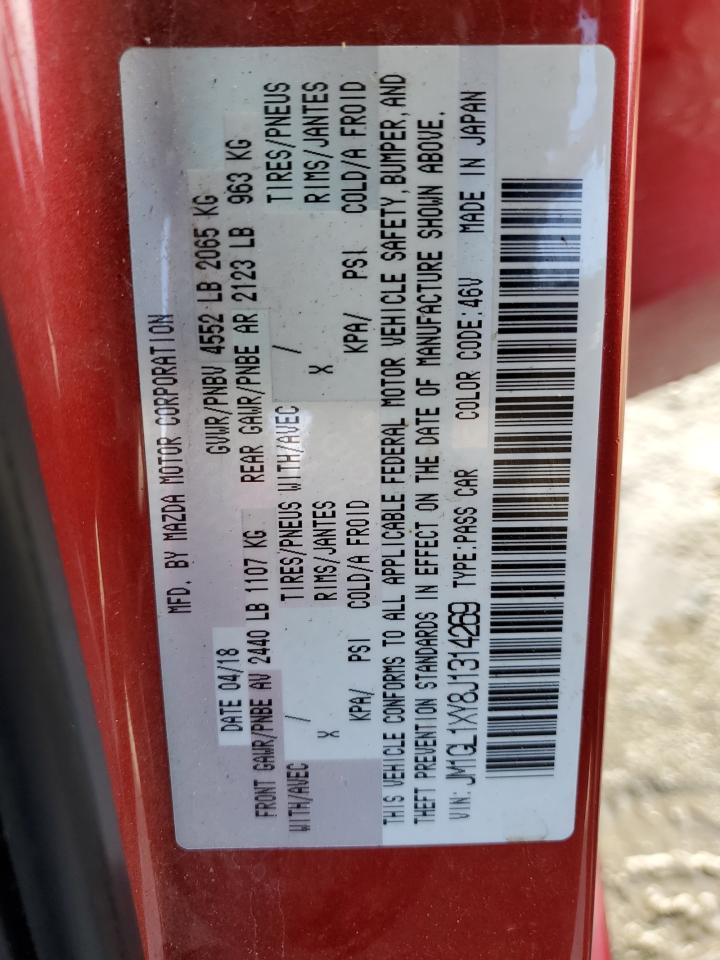 MFD. BY MAZDA MOTOR CORPORATION
DATE 04/18 GVWR/PNBV 4552 LB 2065 KG
FRONT GAWR/PNBE AV 2440 LB 1107 KG REAR GAWR/PNBE AR 2123 LB 963 KG
WITH/AVEC / TIRES/PNEUS WITH/AVEC / TIRES/PNEUS
X RIMS/JANTES X RIMS/JANTES
KPA/ PSI COLD/A FROID KPA/ PSI COLD/A FROID
THIS VEHICLE CONFORMS TO ALL APPLICABLE FEDERAL MOTOR VEHICLE SAFETY, BUMPER, AND
THEFT PREVENTION STANDARDS IN EFFECT ON THE DATE OF MANUFACTURE SHOWN ABOVE.
VIN: JM1GL1XY8J1314269 TYPE:PASS CAR COLOR CODE:46V MADE IN JAPAN